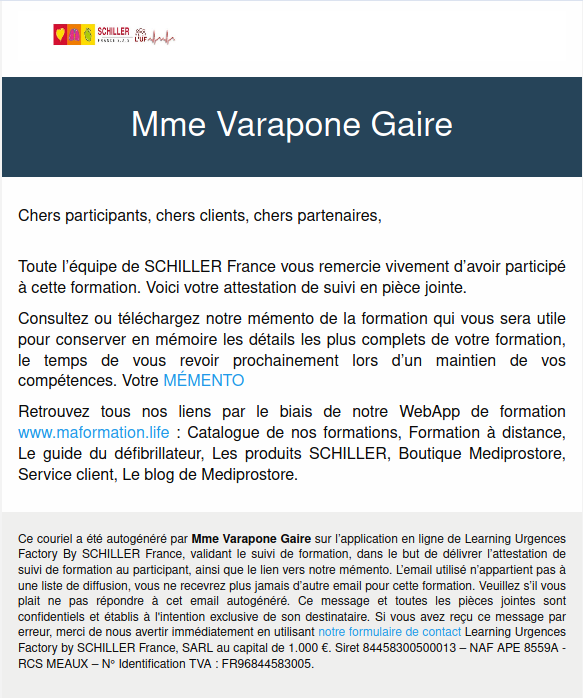 SCHILLER
FRANCE S.A.S
L'UF
Mme Varapone Gaire
Chers participants, chers clients, chers partenaires,
Toute l’équipe de SCHILLER France vous remercie vivement d’avoir participé
à cette formation. Voici votre attestation de suivi en pièce jointe.
Consultez ou téléchargez notre mémento de la formation qui vous sera utile
pour conserver en mémoire les détails les plus complets de votre formation,
le temps de vous revoir prochainement lors d’un maintien de vos
compétences. Votre MÉMENTO
Retrouvez tous nos liens par le biais de notre WebApp de formation
www.maformation.life : Catalogue de nos formations, Formation à distance,
Le guide du défibrillateur, Les produits SCHILLER, Boutique Mediprostore,
Service client, Le blog de Mediprostore.
Ce couriel a été autogénéré par Mme Varapone Gaire sur l’application en ligne de Learning Urgences
Factory By SCHILLER France, validant le suivi de formation, dans le but de délivrer l’attestation de
suivi de formation au participant, ainsi que le lien vers notre mémento. L’email utilisé n’appartient pas à
une liste de diffusion, vous ne recevrez plus jamais d’autre email pour cette formation. Veuillez s’il vous
plait ne pas répondre à cet email autogénéré. Ce message et toutes les pièces jointes sont
confidentiels et établis à l'intention exclusive de son destinataire. Si vous avez reçu ce message par
erreur, merci de nous avertir immédiatement en utilisant notre formulaire de contact Learning Urgences
Factory by SCHILLER France, SARL au capital de 1.000 €. Siret 84458300500013 – NAF APE 8559A -
RCS MEAUX – N° Identification TVA : FR96844583005.